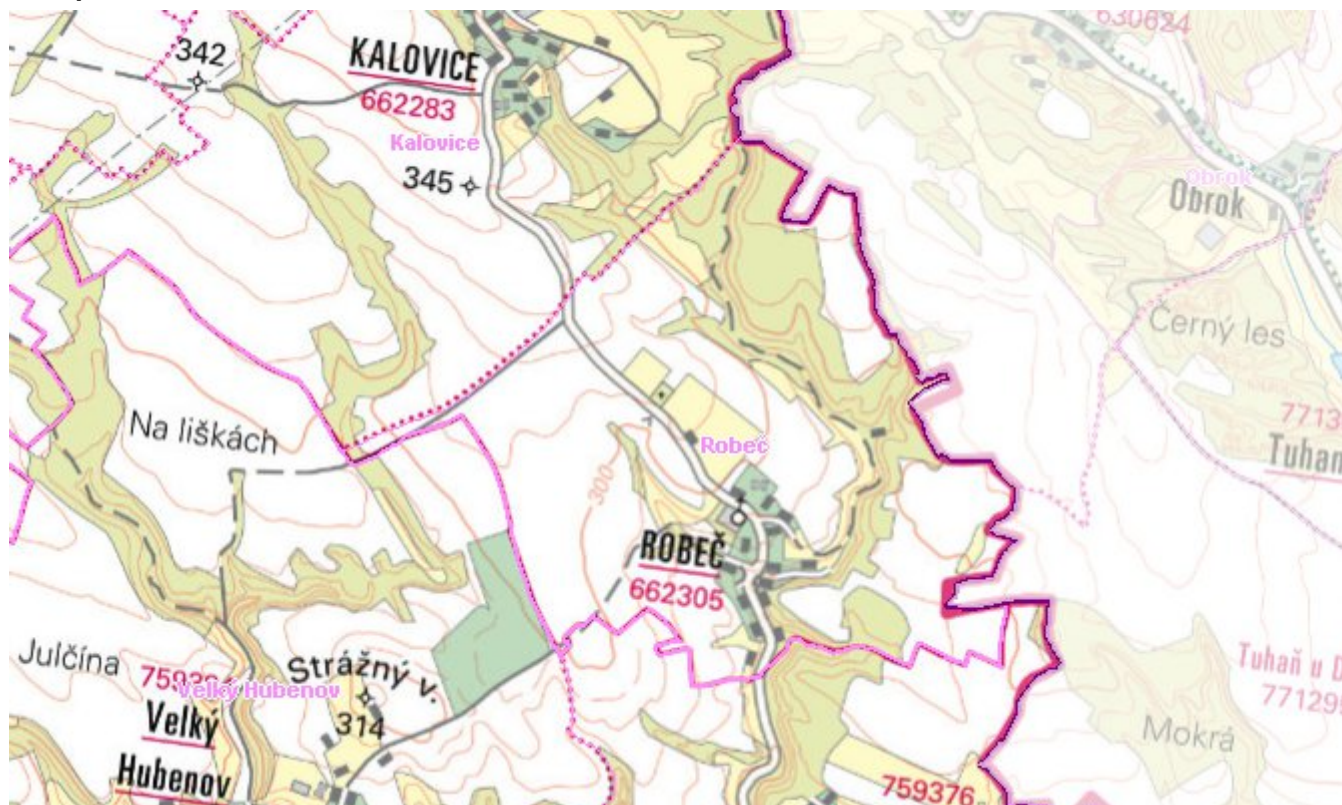 630624
342
KALOVICE
662283
Kalovice
345
Obrok
Obrok
Černý les
7713
Tuhaň
Na liškách
Robeč
300
ROBEČ
662305
Julčína
Strážný v.
Velký Hubenov
314
Velký
Hubenov
Tuhaň u D
771299
Mokrá
759376